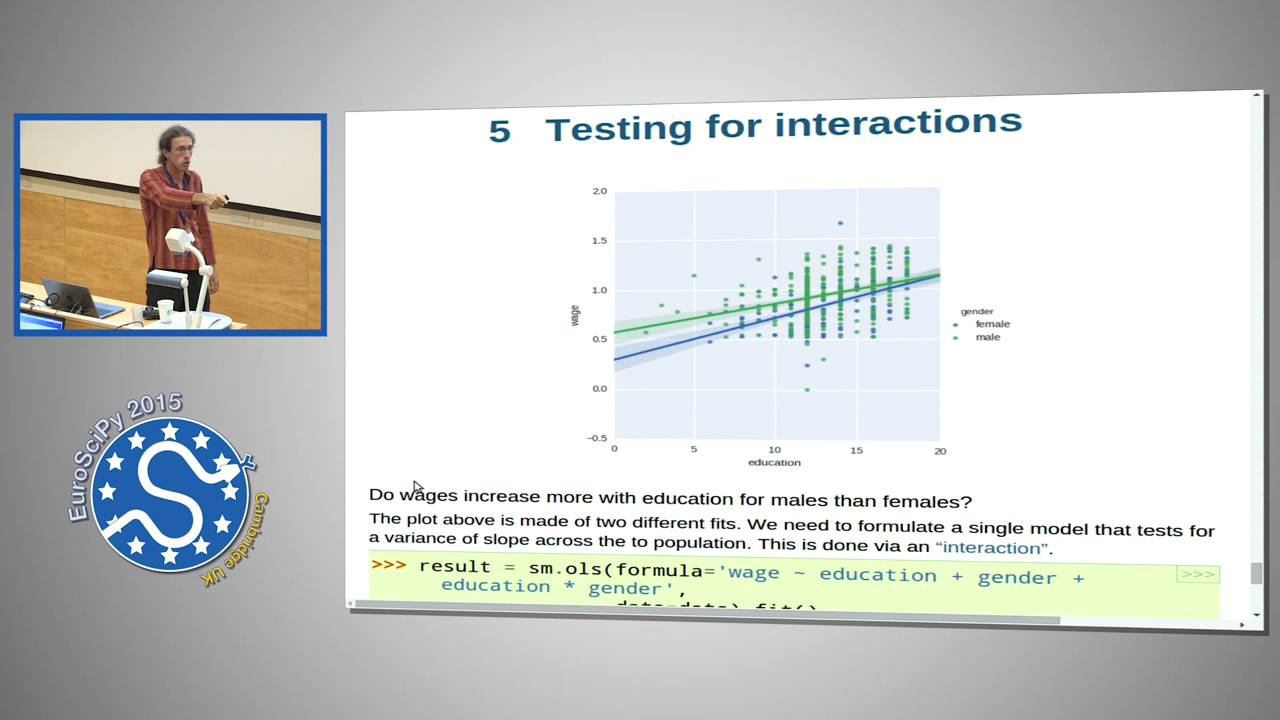 5 Testing for interactions
2.0
1.5
1.0
0.5
0.0
−0.5
wage
0 5 10 15 20
education
gender
female
male
Do wages increase more with education for males than females?
The plot above is made of two different fits. We need to formulate a single model that tests for
a variance of slope across the to population. This is done via an “interaction”.
>>> result = sm.ols(formula='wage ~ education + gender +
education * gender',
data=data).fit()
>>>
EuroSciPy 2015
Cambridge UK